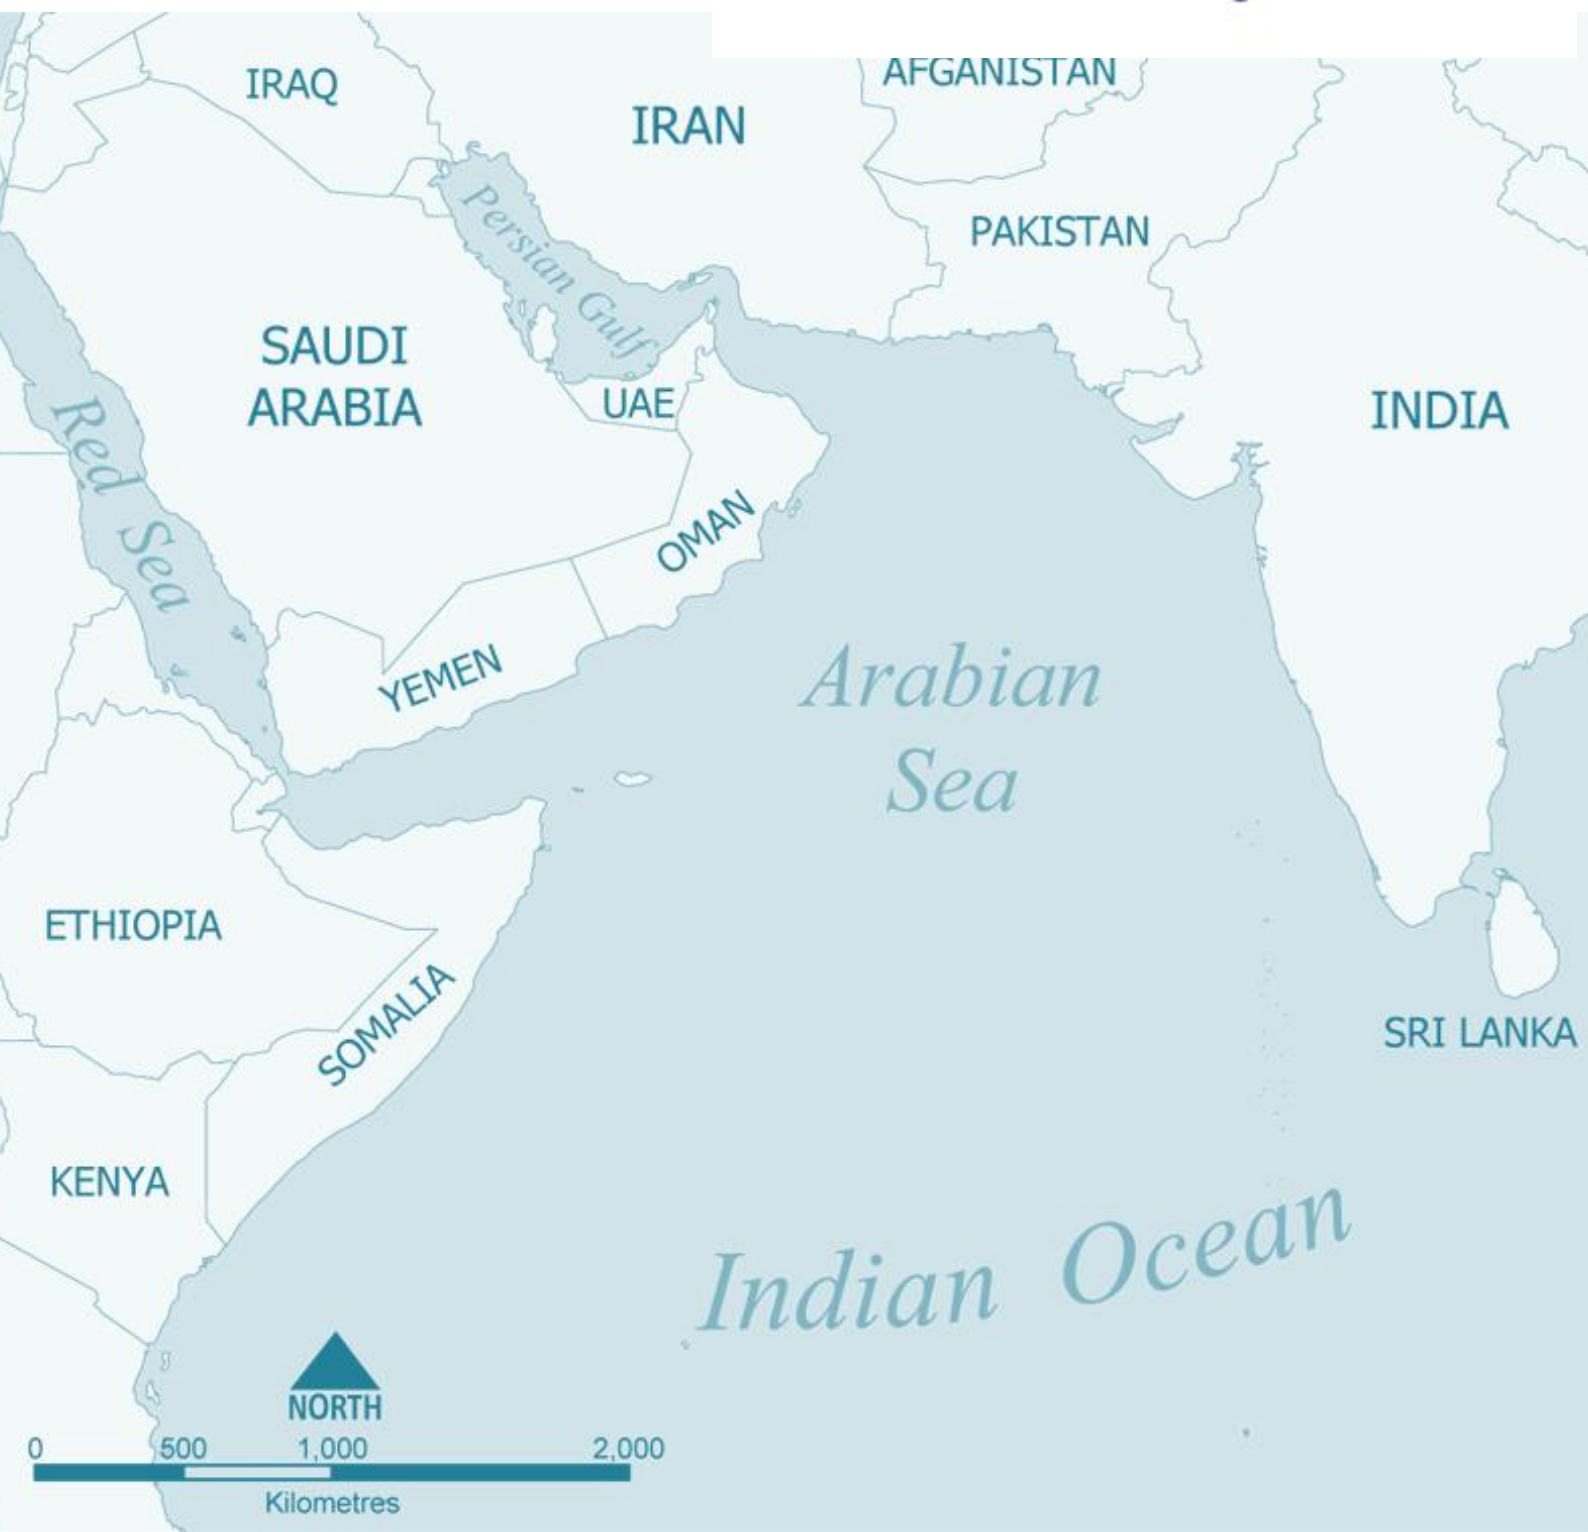 AFGANISTAN
IRAQ
IRAN
Persian Gulf
PAKISTAN
SAUDI
ARABIA
UAE
INDIA
Red Sea
OMAN
YEMEN
Arabian
Sea
ETHIOPIA
SOMALIA
SRI LANKA
KENYA
Indian Ocean
NORTH
0 500 1,000 2,000
Kilometres